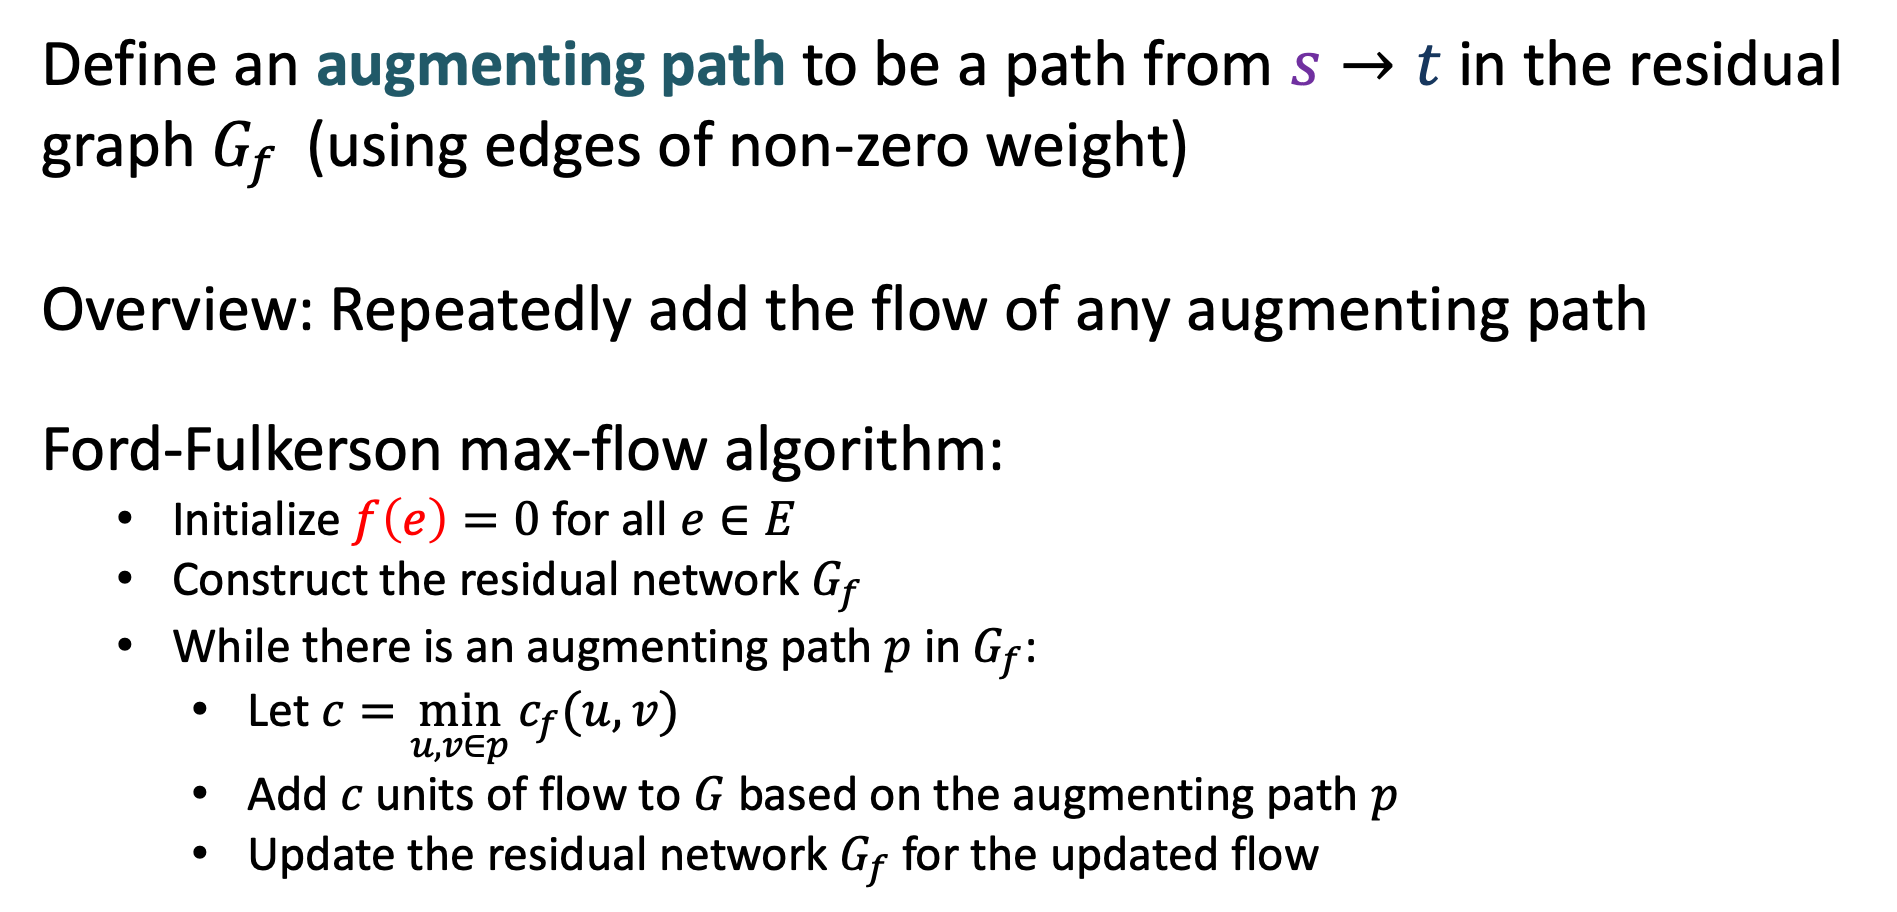 Define an augmenting path to be a path from s → t in the residual
graph G_f (using edges of non-zero weight)
Overview: Repeatedly add the flow of any augmenting path
Ford-Fulkerson max-flow algorithm:
• Initialize f(e) = 0 for all e ∈ E
• Construct the residual network G_f
• While there is an augmenting path p in G_f:
• Let c = min_{u,v∈p} c_f(u, v)
• Add c units of flow to G based on the augmenting path p
• Update the residual network G_f for the updated flow